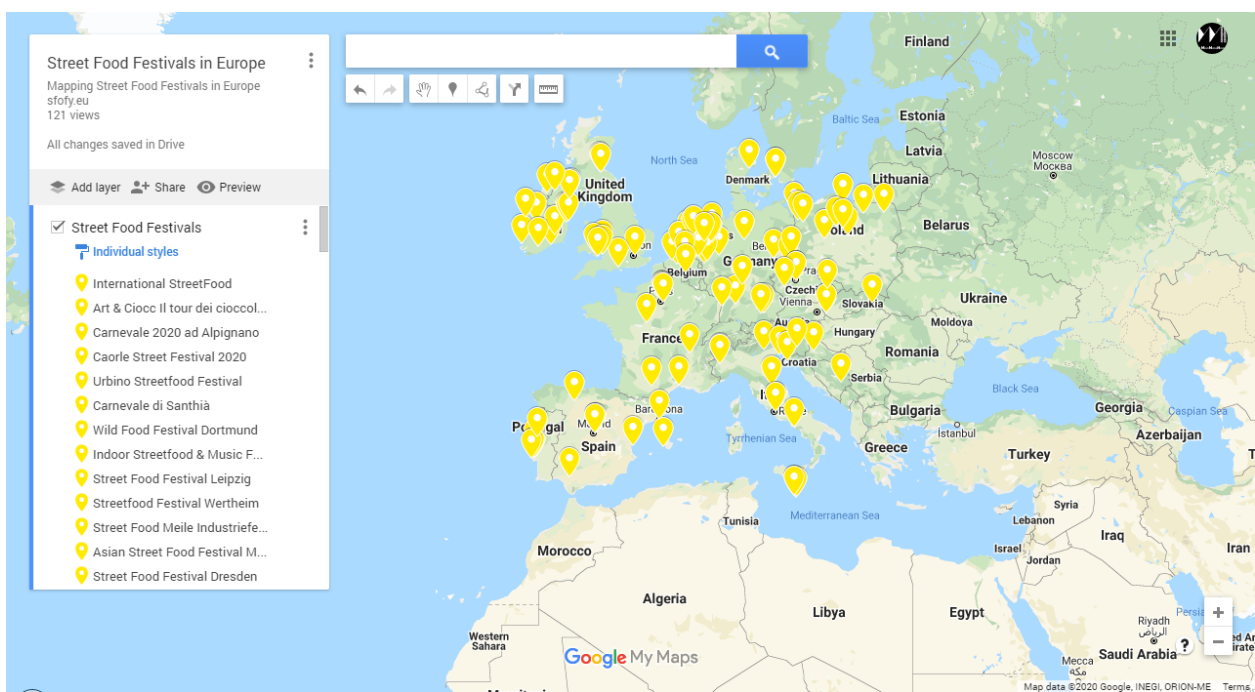 Street Food Festivals in Europe
Mapping Street Food Festivals in Europe
sfofy.eu
121 views
All changes saved in Drive
Add layer Share Preview
Street Food Festivals
Individual styles
International StreetFood
Art & Ciocc Il tour dei cioccol...
Carnevale 2020 ad Alpignano
Caorle Street Festival 2020
Urbino Streetfood Festival
Carnevale di Santhià
Wild Food Festival Dortmund
Indoor Streetfood & Music F...
Street Food Festival Leipzig
Streetfood Festival Wertheim
Street Food Meile Industriefe...
Asian Street Food Festival M...
Street Food Festival Dresden
Finland
Baltic Sea
Estonia
Latvia
Moscow
Москва
North Sea
Denmark
Lithuania
United
Kingdom
Belarus
Belgium
Vienna
Slovakia
Ukraine
France
Hungary
Moldova
Croatia
Romania
Serbia
Black Sea
Bulgaria
Georgia
Caspian Sea
Istanbul
Azerbaijan
Spain
Tyrrhenian Sea
Greece
Turkey
Mediterranean Sea
Tunisia
Syria
Lebanon
Iraq
Iran
Israel
Jordan
Morocco
Algeria
Libya
Egypt
Western
Sahara
Riyadh
الرياض
Saudi Arabia
Mecca
مكة
?
Google My Maps
Map data ©2020 Google, INEGI, ORION-ME Terms